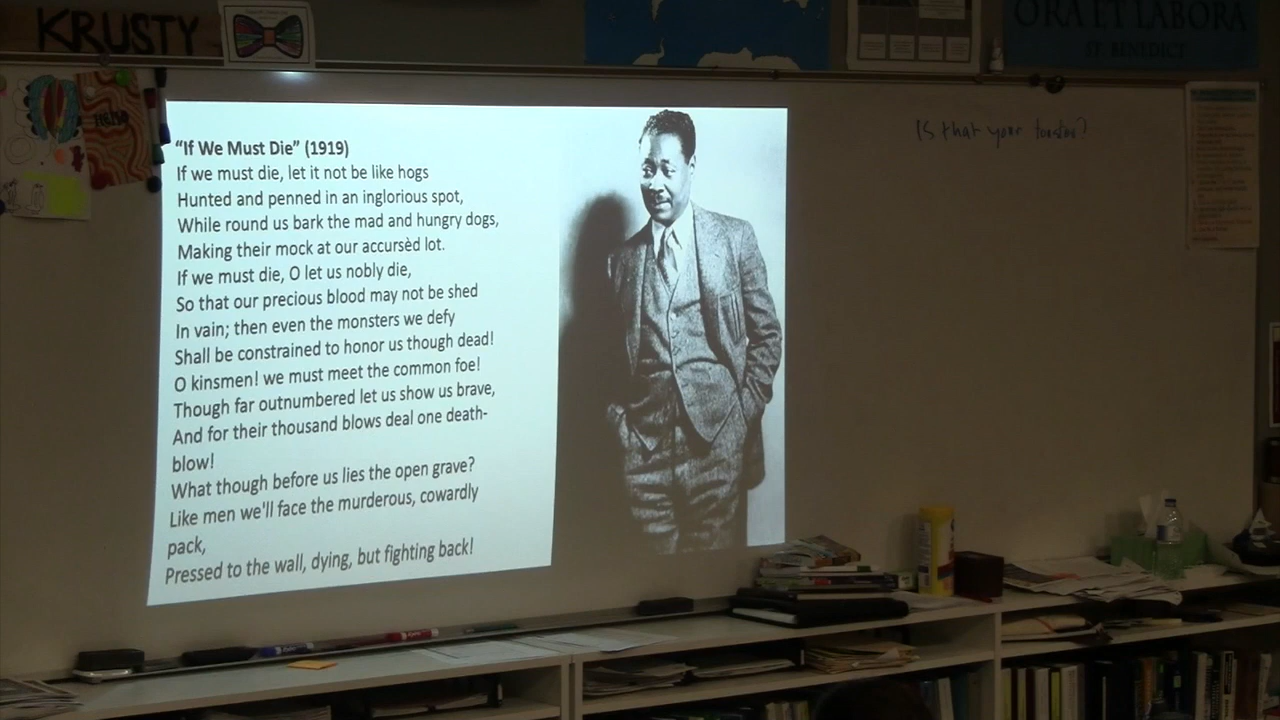 KRUSTY
ORA ET LABORA
ST. BENEDICT
HELLO
"If We Must Die" (1919)
If we must die, let it not be like hogs
Hunted and penned in an inglorious spot,
While round us bark the mad and hungry dogs,
Making their mock at our accursèd lot.
If we must die, O let us nobly die,
So that our precious blood may not be shed
In vain; then even the monsters we defy
Shall be constrained to honor us though dead!
O kinsmen! we must meet the common foe!
Though far outnumbered let us show us brave,
And for their thousand blows deal one death-
blow!
What though before us lies the open grave?
Like men we'll face the murderous, cowardly
pack,
Pressed to the wall, dying, but fighting back!
Is that your